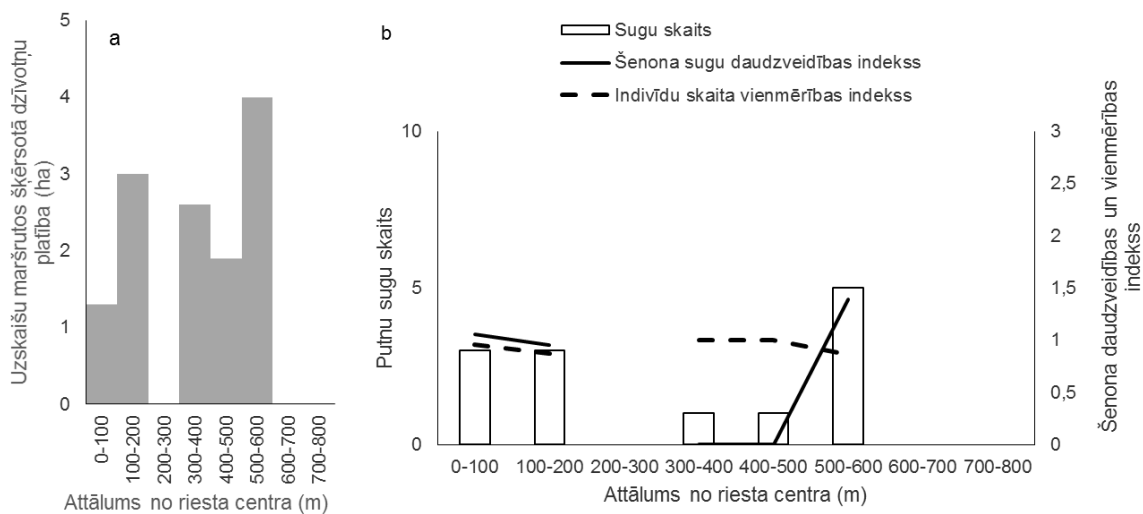 a
Uzskaišu maršrutos šķērsotā dzīvotņu
platība (ha)
5
4
3
2
1
0
0-100
100-200
200-300
300-400
400-500
500-600
600-700
700-800
Attālums no riesta centra (m)
b
Sugu skaits
Šenona sugu daudzveidības indekss
Indivīdu skaita vienmērības indekss
Putnu sugu skaits
10
5
0
3
2,5
2
1,5
1
0,5
0
Šenona daudzveidības un vienmērības
indekss
0-100 100-200 200-300 300-400 400-500 500-600 600-700 700-800
Attālums no riesta centra (m)